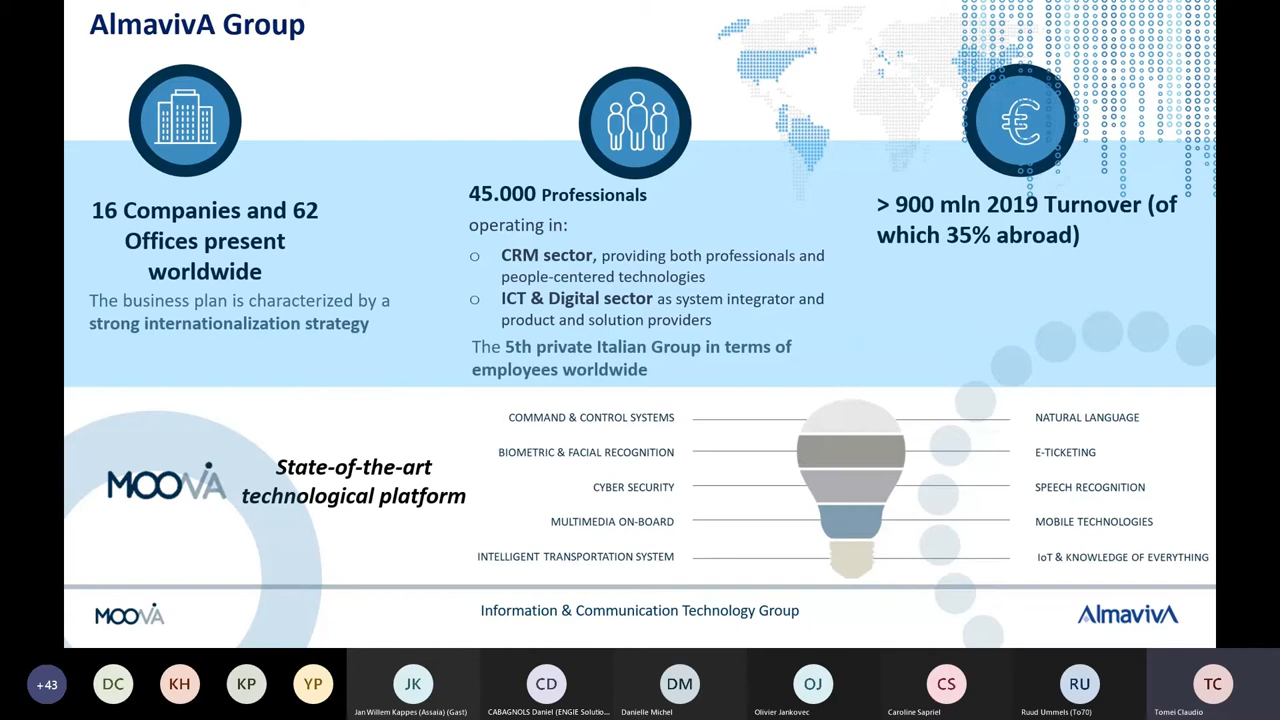 AlmavivA Group
16 Companies and 62
Offices present
worldwide
The business plan is characterized by a
strong internationalization strategy
45.000 Professionals
operating in:
○ CRM sector, providing both professionals and
people-centered technologies
○ ICT & Digital sector as system integrator and
product and solution providers
The 5th private Italian Group in terms of
employees worldwide
€
> 900 mln 2019 Turnover (of
which 35% abroad)
MOOVA
State-of-the-art
technological platform
COMMAND & CONTROL SYSTEMS
BIOMETRIC & FACIAL RECOGNITION
CYBER SECURITY
MULTIMEDIA ON-BOARD
INTELLIGENT TRANSPORTATION SYSTEM
NATURAL LANGUAGE
E-TICKETING
SPEECH RECOGNITION
MOBILE TECHNOLOGIES
IoT & KNOWLEDGE OF EVERYTHING
MOOVA
Information & Communication Technology Group
AlmavivA
+43
DC
KH
KP
YP
JK
CD
DM
OJ
CS
RU
TC
Jan Willem Kappes (Assaia) (Gast)
CABAGNOLS Daniel (ENGIE Solutio...
Danielle Michel
Olivier Jankovec
Caroline Sapriel
Ruud Ummels (To70)
Tomei Claudio